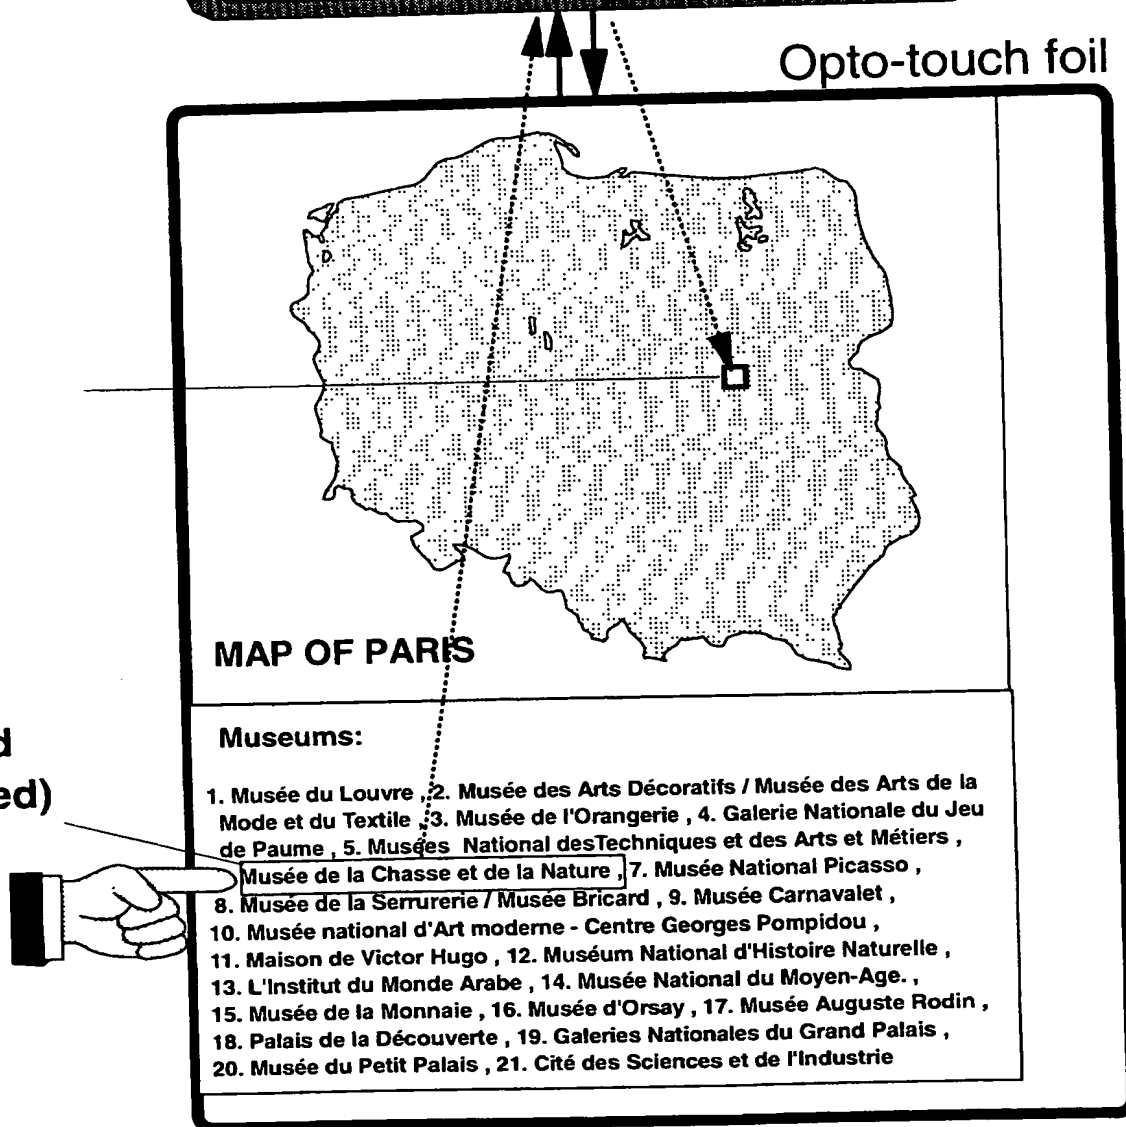 Opto-touch foil
MAP OF PARIS
ed)
Museums:
1. Musée du Louvre , 2. Musée des Arts Décoratifs / Musée des Arts de la
Mode et du Textile , 3. Musée de l'Orangerie , 4. Galerie Nationale du Jeu
de Paume , 5. Musées National desTechniques et des Arts et Métiers ,
Musée de la Chasse et de la Nature , 7. Musée National Picasso ,
8. Musée de la Serrurerie / Musée Bricard , 9. Musée Carnavalet ,
10. Musée national d'Art moderne - Centre Georges Pompidou ,
11. Maison de Victor Hugo , 12. Muséum National d'Histoire Naturelle ,
13. L'Institut du Monde Arabe , 14. Musée National du Moyen-Age. ,
15. Musée de la Monnaie , 16. Musée d'Orsay , 17. Musée Auguste Rodin ,
18. Palais de la Découverte , 19. Galeries Nationales du Grand Palais ,
20. Musée du Petit Palais , 21. Cité des Sciences et de l'Industrie